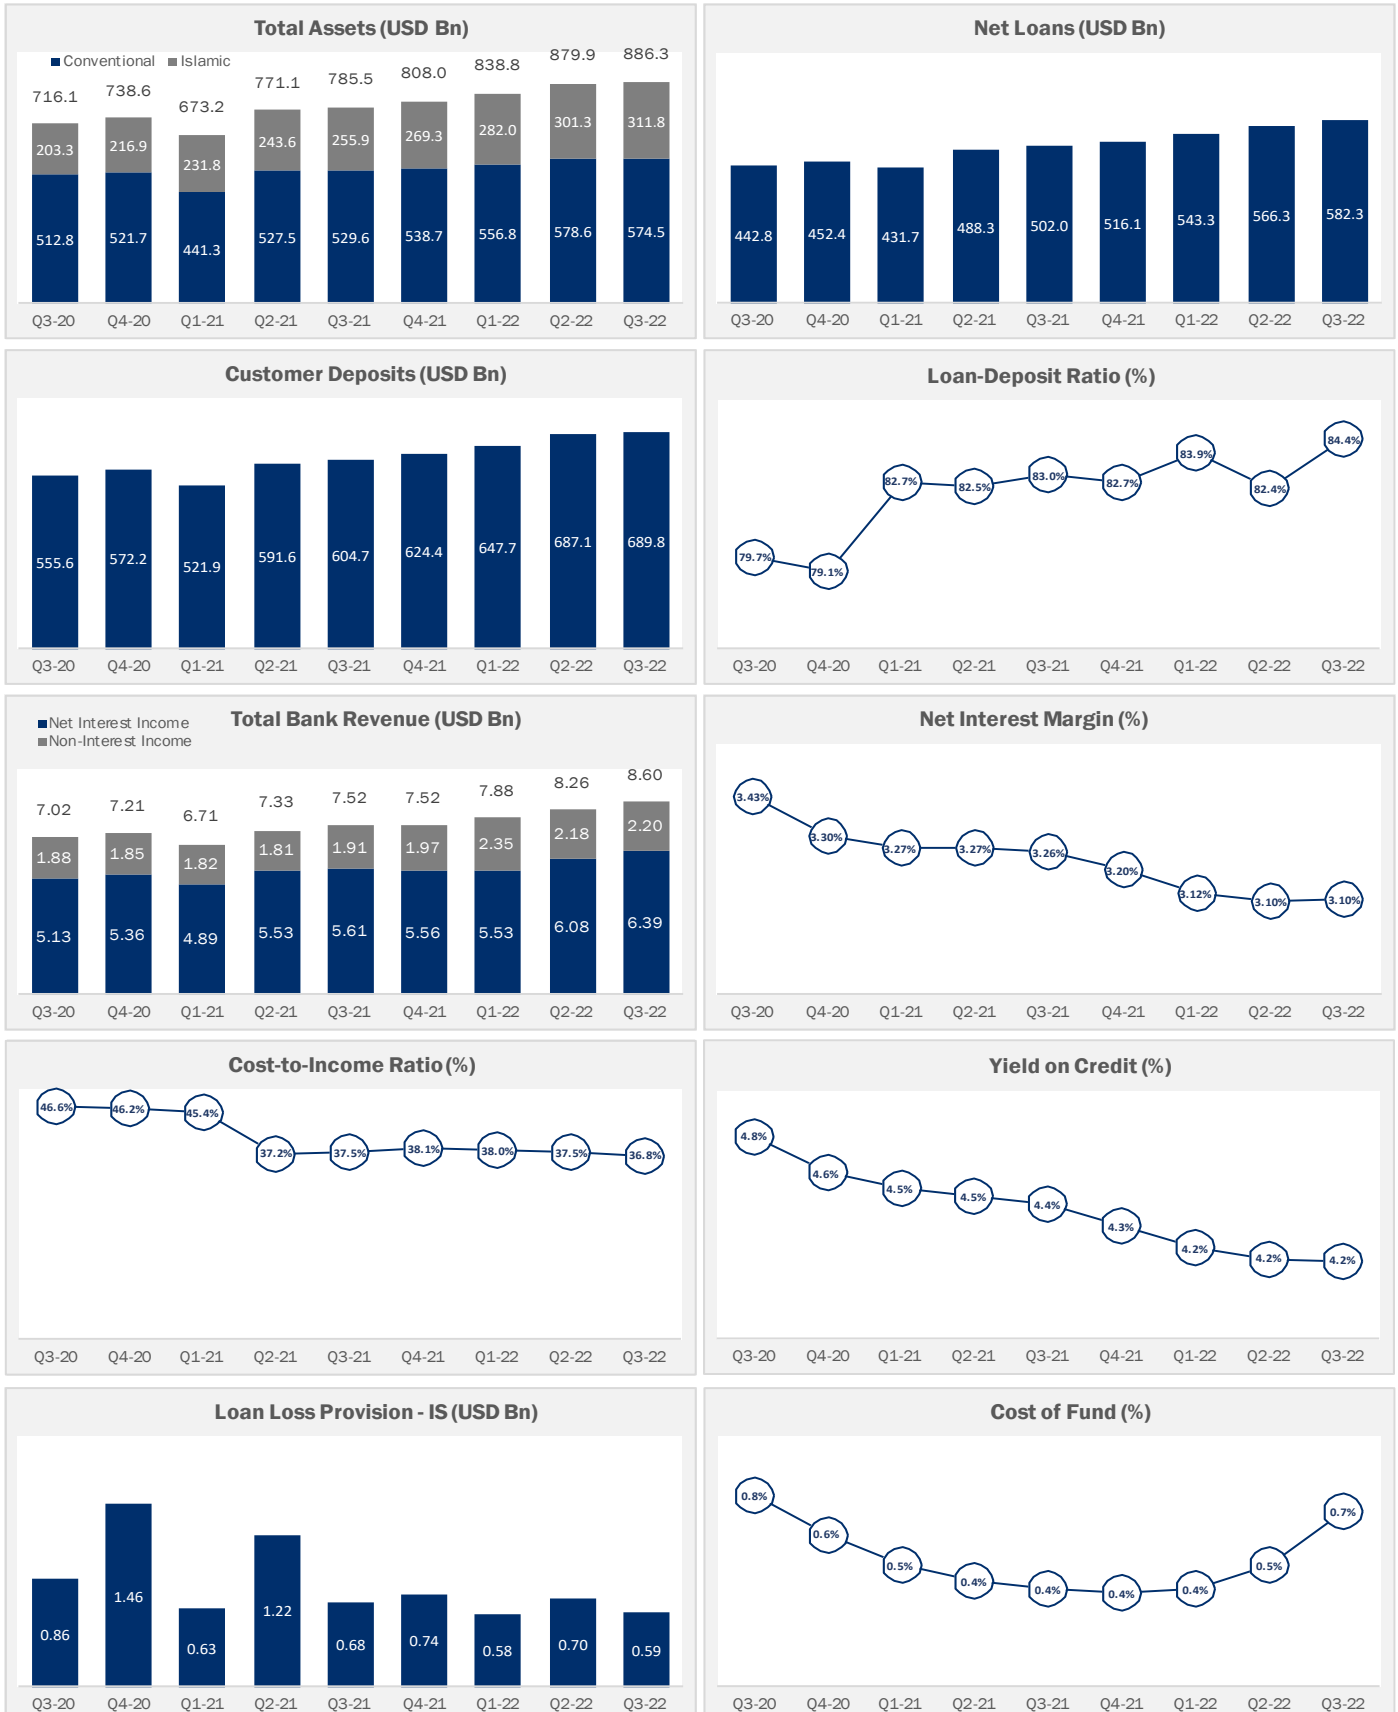 Total Assets (USD Bn)
Conventional Islamic
716.1 738.6 673.2 771.1 785.5 808.0 838.8 879.9 886.3
203.3 216.9 231.8 243.6 255.9 269.3 282.0 301.3 311.8
512.8 521.7 441.3 527.5 529.6 538.7 556.8 578.6 574.5
Q3-20 Q4-20 Q1-21 Q2-21 Q3-21 Q4-21 Q1-22 Q2-22 Q3-22
Net Loans (USD Bn)
442.8 452.4 431.7 488.3 502.0 516.1 543.3 566.3 582.3
Q3-20 Q4-20 Q1-21 Q2-21 Q3-21 Q4-21 Q1-22 Q2-22 Q3-22
Customer Deposits (USD Bn)
555.6 572.2 521.9 591.6 604.7 624.4 647.7 687.1 689.8
Q3-20 Q4-20 Q1-21 Q2-21 Q3-21 Q4-21 Q1-22 Q2-22 Q3-22
Loan-Deposit Ratio (%)
79.7% 79.1% 82.7% 82.5% 83.0% 82.7% 83.9% 82.4% 84.4%
Q3-20 Q4-20 Q1-21 Q2-21 Q3-21 Q4-21 Q1-22 Q2-22 Q3-22
Total Bank Revenue (USD Bn)
Net Interest Income
Non-Interest Income
7.02 7.21 6.71 7.33 7.52 7.52 7.88 8.26 8.60
1.88 1.85 1.82 1.81 1.91 1.97 2.35 2.18 2.20
5.13 5.36 4.89 5.53 5.61 5.56 5.53 6.08 6.39
Q3-20 Q4-20 Q1-21 Q2-21 Q3-21 Q4-21 Q1-22 Q2-22 Q3-22
Net Interest Margin (%)
3.43% 3.30% 3.27% 3.27% 3.26% 3.20% 3.12% 3.10% 3.10%
Q3-20 Q4-20 Q1-21 Q2-21 Q3-21 Q4-21 Q1-22 Q2-22 Q3-22
Cost-to-Income Ratio (%)
46.6% 46.2% 45.4% 37.2% 37.5% 38.1% 38.0% 37.5% 36.8%
Q3-20 Q4-20 Q1-21 Q2-21 Q3-21 Q4-21 Q1-22 Q2-22 Q3-22
Yield on Credit (%)
4.8% 4.6% 4.5% 4.5% 4.4% 4.3% 4.2% 4.2% 4.2%
Q3-20 Q4-20 Q1-21 Q2-21 Q3-21 Q4-21 Q1-22 Q2-22 Q3-22
Loan Loss Provision - IS (USD Bn)
0.86 1.46 0.63 1.22 0.68 0.74 0.58 0.70 0.59
Q3-20 Q4-20 Q1-21 Q2-21 Q3-21 Q4-21 Q1-22 Q2-22 Q3-22
Cost of Fund (%)
0.8% 0.6% 0.5% 0.4% 0.4% 0.4% 0.4% 0.5% 0.7%
Q3-20 Q4-20 Q1-21 Q2-21 Q3-21 Q4-21 Q1-22 Q2-22 Q3-22